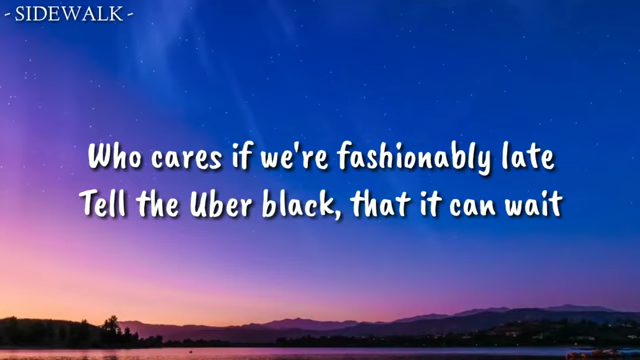 - SIDEWALK -
Who cares if we're fashionably late
Tell the Uber black, that it can wait